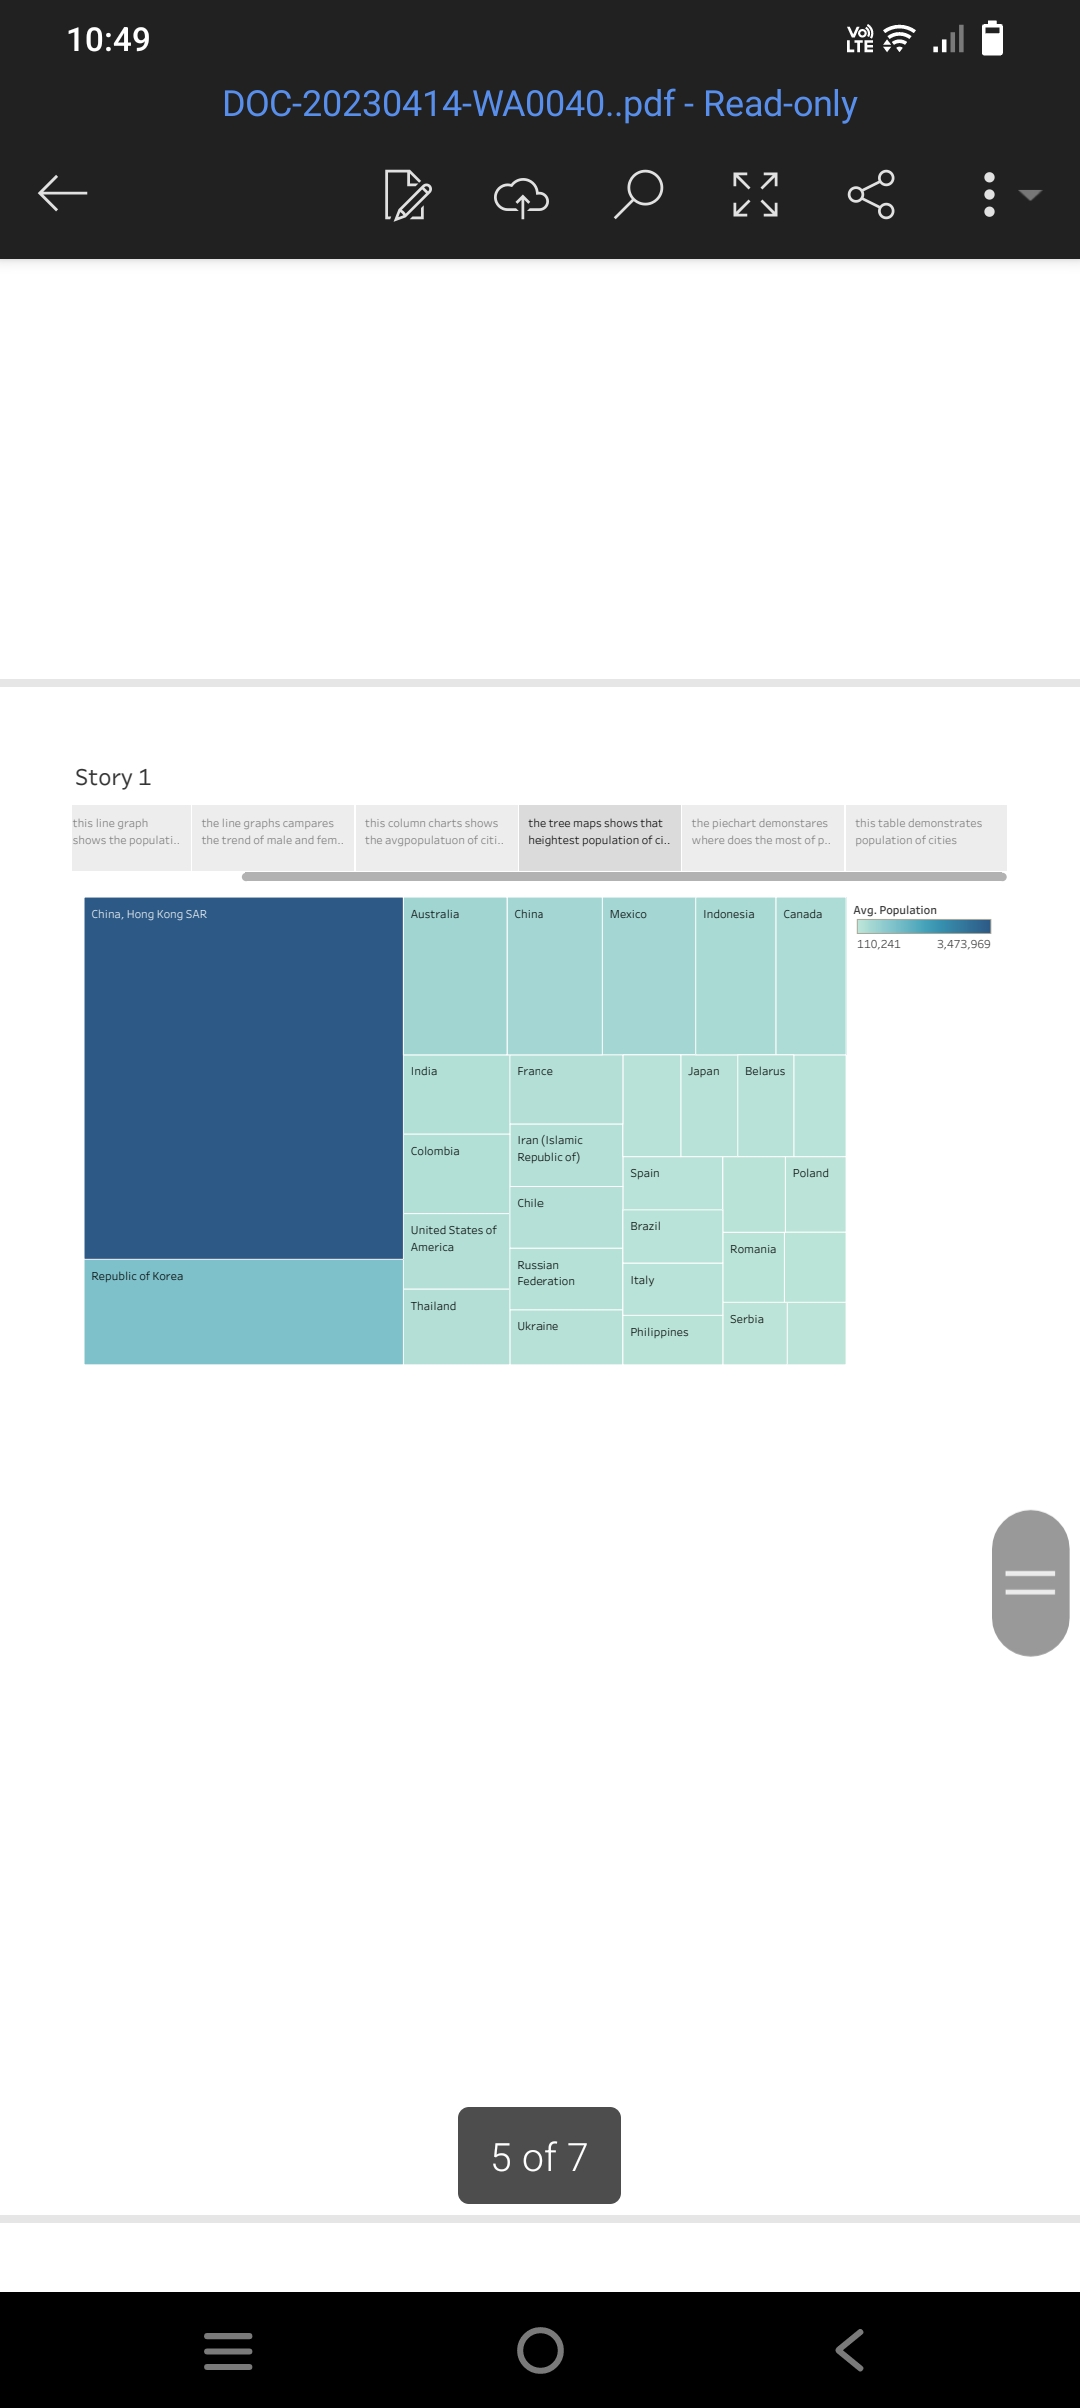 10:49
Vo)) LTE
DOC-20230414-WA0040..pdf - Read-only
Story 1
this line graph
shows the populati..
the line graphs campares
the trend of male and fem..
this column charts shows
the avgpopulatuon of citi..
the tree maps shows that
heightest population of ci..
the piechart demonstares
where does the most of p..
this table demonstrates
population of cities
China, Hong Kong SAR
Australia
China
Mexico
Indonesia
Canada
Avg. Population
110,241
3,473,969
India
France
Japan
Belarus
Colombia
Iran (Islamic
Republic of)
Spain
Poland
Chile
United States of
America
Brazil
Romania
Russian
Federation
Republic of Korea
Italy
Thailand
Ukraine
Philippines
Serbia
5 of 7